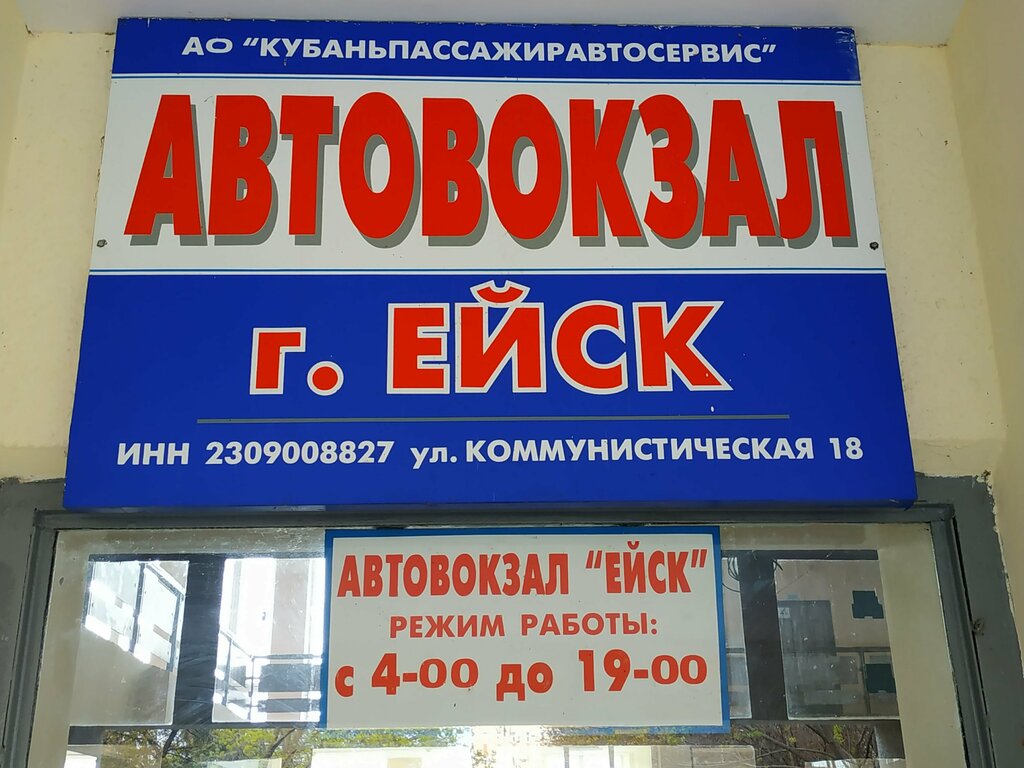 АО "КУБАНЬПАССАЖИРАВТОСЕРВИС"
АВТОВОКЗАЛ
г. ЕЙСК
ИНН 2309008827 ул. КОММУНИСТИЧЕСКАЯ 18
АВТОВОКЗАЛ "ЕЙСК"
РЕЖИМ РАБОТЫ:
с 4-00 до 19-00